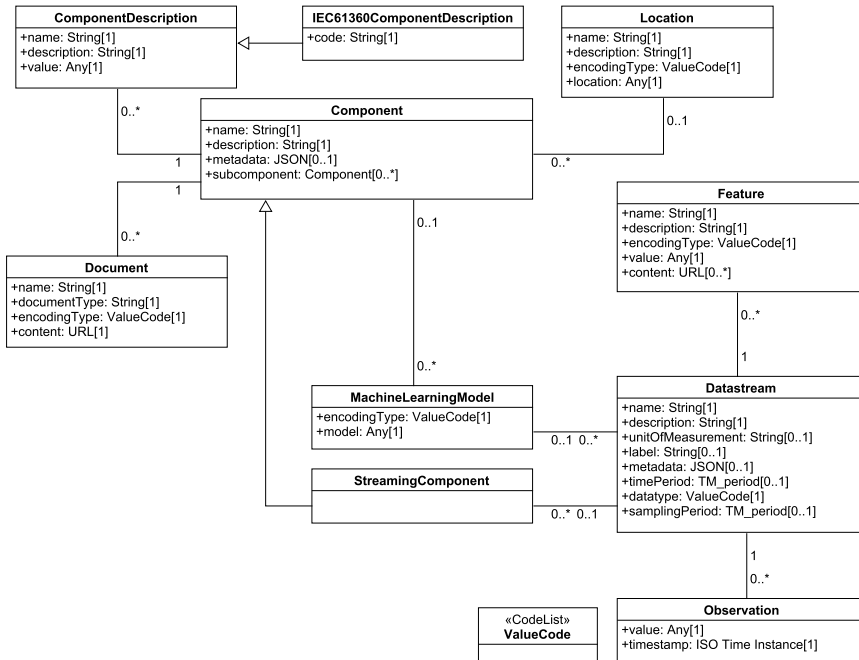 ComponentDescription
+name: String[1]
+description: String[1]
+value: Any[1]
IEC61360ComponentDescription
+code: String[1]
Location
+name: String[1]
+description: String[1]
+encodingType: ValueCode[1]
+location: Any[1]
0..*
1
0..1
0..*
Component
+name: String[1]
+description: String[1]
+metadata: JSON[0..1]
+subcomponent: Component[0..*]
1
0..*
0..1
0..*
Document
+name: String[1]
+documentType: String[1]
+encodingType: ValueCode[1]
+content: URL[1]
Feature
+name: String[1]
+description: String[1]
+encodingType: ValueCode[1]
+value: Any[1]
+content: URL[0..*]
0..*
1
MachineLearningModel
+encodingType: ValueCode[1]
+model: Any[1]
0..1 0..*
StreamingComponent
0..* 0..1
Datastream
+name: String[1]
+description: String[1]
+unitOfMeasurement: String[0..1]
+label: String[0..1]
+metadata: JSON[0..1]
+timePeriod: TM_period[0..1]
+datatype: ValueCode[1]
+samplingPeriod: TM_period[0..1]
1
0..*
«CodeList»
ValueCode
Observation
+value: Any[1]
+timestamp: ISO Time Instance[1]